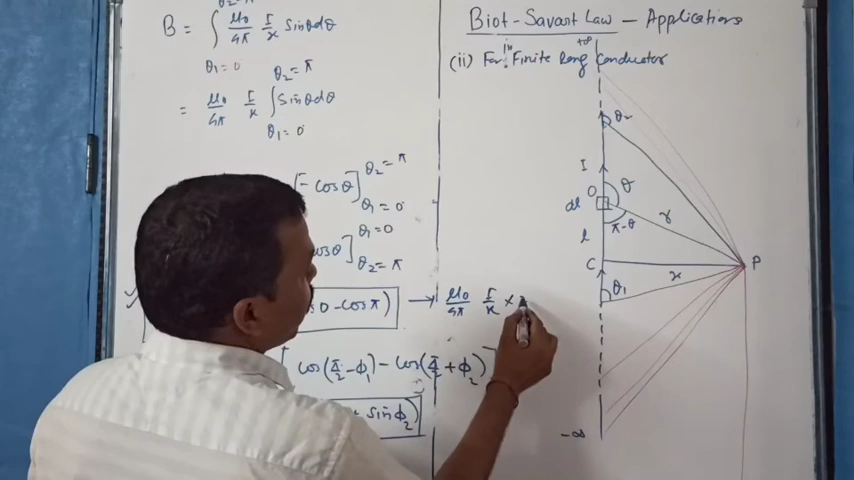 θ₂ = π
B = ∫ μ₀/4π I/x sinθdθ
θ₁ = 0
θ₂ = π
= μ₀/4π I/x ∫ sinθdθ
θ₁ = 0
[-cosθ] θ₂ = π
θ₁ = 0
cosθ] θ₁ = 0
θ₂ = π
0 - cosπ) → μ₀/4π I/x ×
[cos(π/2 - ϕ₁) - cos(π/2 + ϕ₂)]
sinϕ₂)
Biot-Savart Law - Applications
(ii) For Infinite long Conductor
+∞
θ₂
I
O θ
dl π-θ r
l
C x P
θ₁
-∞